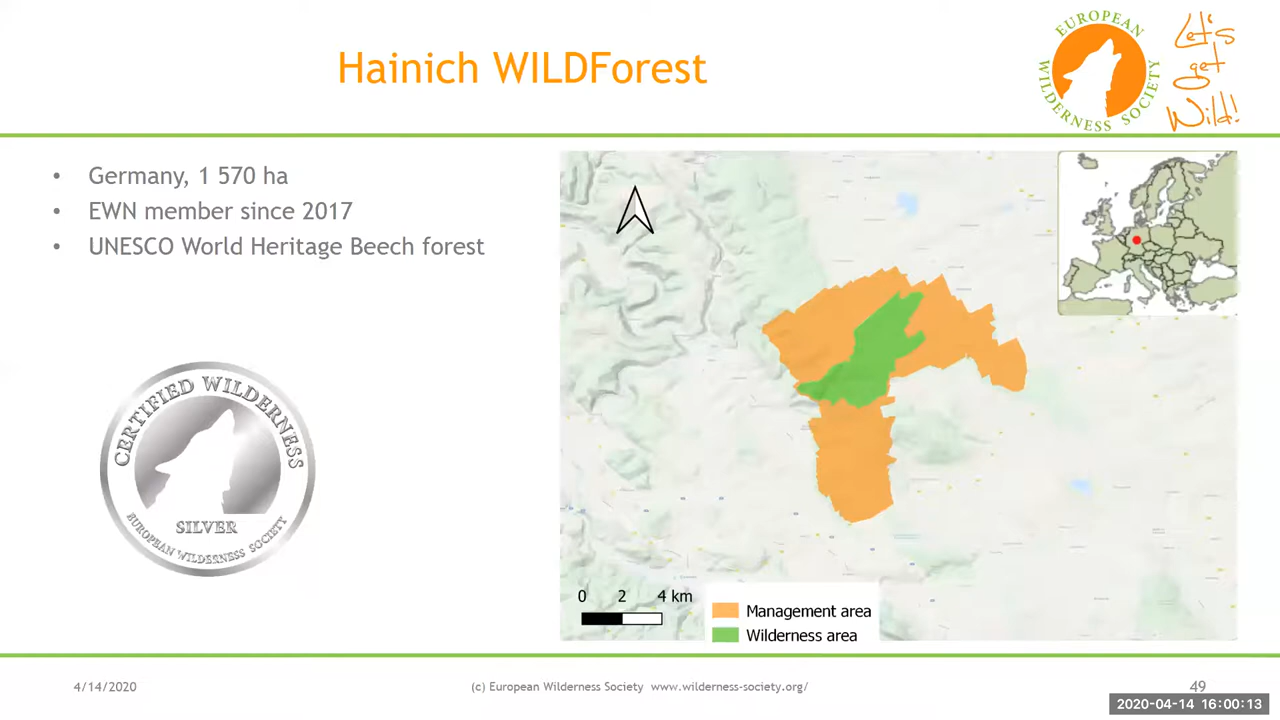 Hainich WILDForest
EUROPEAN
WILDERNESS SOCIETY
Let's
get
Wild!
• Germany, 1 570 ha
• EWN member since 2017
• UNESCO World Heritage Beech forest
CERTIFIED WILDERNESS
SILVER
EUROPEAN WILDERNESS SOCIETY
0 2 4 km
Management area
Wilderness area
4/14/2020
(c) European Wilderness Society www.wilderness-society.org/
49
2020-04-14 16:00:13